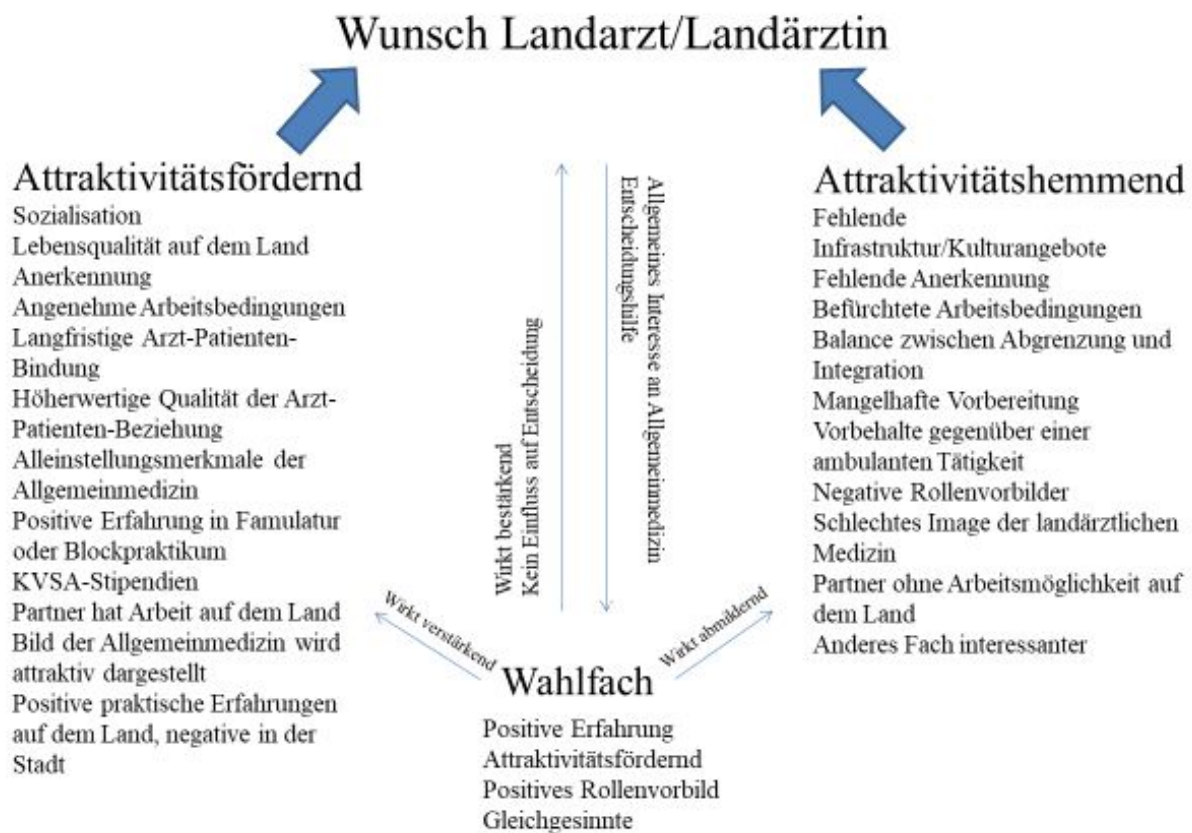 Wunsch Landarzt/Landärztin
Attraktivitätsfördernd
Sozialisation
Lebensqualität auf dem Land
Anerkennung
Angenehme Arbeitsbedingungen
Langfristige Arzt-Patienten-
Bindung
Höherwertige Qualität der Arzt-
Patienten-Beziehung
Alleinstellungsmerkmale der
Allgemeinmedizin
Positive Erfahrung in Famulatur
oder Blockpraktikum
KVSA-Stipendien
Partner hat Arbeit auf dem Land
Bild der Allgemeinmedizin wird
attraktiv dargestellt
Positive praktische Erfahrungen
auf dem Land, negative in der
Stadt
Wirkt bestärkend
Kein Einfluss auf Entscheidung
Allgemeines Interesse an Allgemeinmedizin
Entscheidungshilfe
Attraktivitätshemmend
Fehlende
Infrastruktur/Kulturangebote
Fehlende Anerkennung
Befürchtete Arbeitsbedingungen
Balance zwischen Abgrenzung und
Integration
Mangelhafte Vorbereitung
Vorbehalte gegenüber einer
ambulanten Tätigkeit
Negative Rollenvorbilder
Schlechtes Image der landärztlichen
Medizin
Partner ohne Arbeitsmöglichkeit auf
dem Land
Anderes Fach interessanter
Wirkt verstärkend
Wirkt abmildernd
Wahlfach
Positive Erfahrung
Attraktivitätsfördernd
Positives Rollenvorbild
Gleichgesinnte